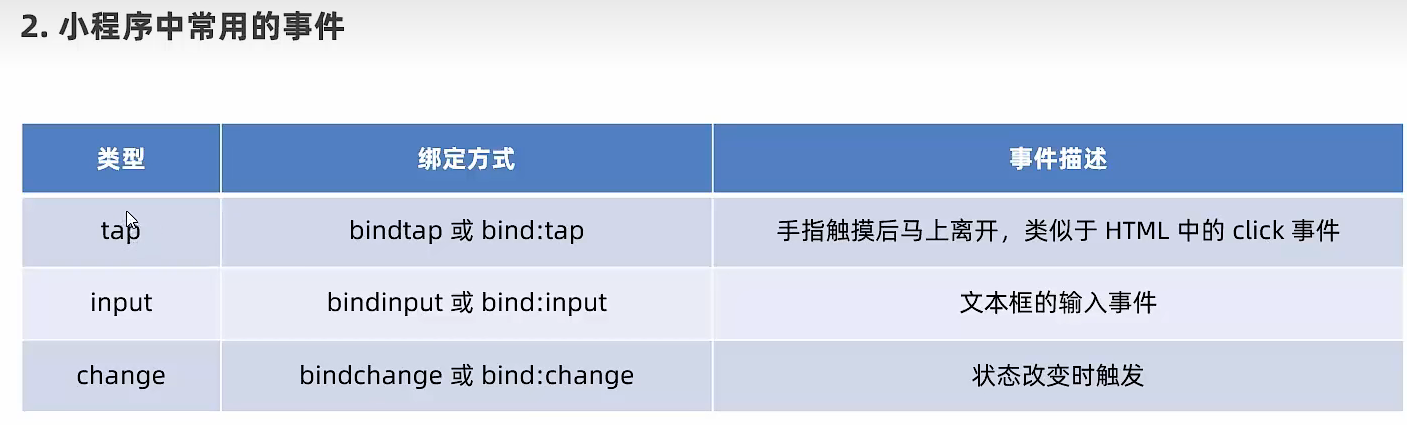 2. 小程序中常用的事件
类型 绑定方式 事件描述
tap bindtap 或 bind:tap 手指触摸后马上离开，类似于 HTML 中的 click 事件
input bindinput 或 bind:input 文本框的输入事件
change bindchange 或 bind:change 状态改变时触发